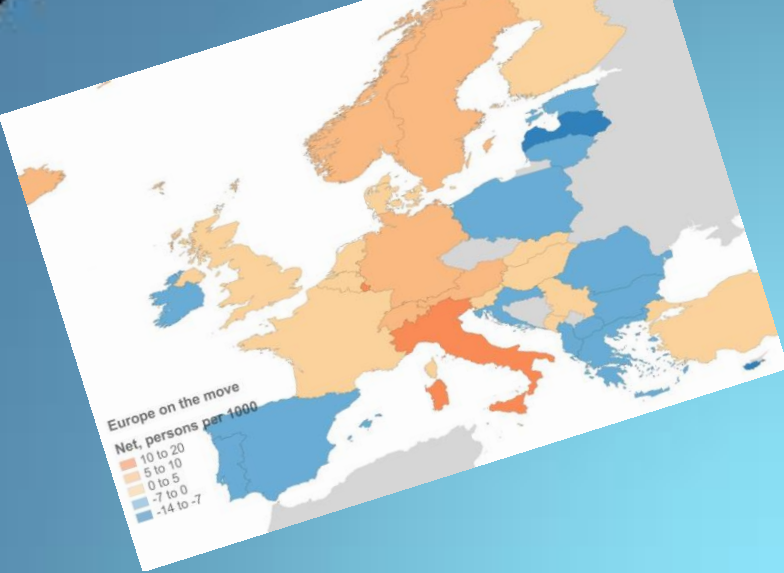 Europe on the move
Net, persons per 1000
10 to 20
5 to 10
0 to 5
-7 to 0
-14 to -7